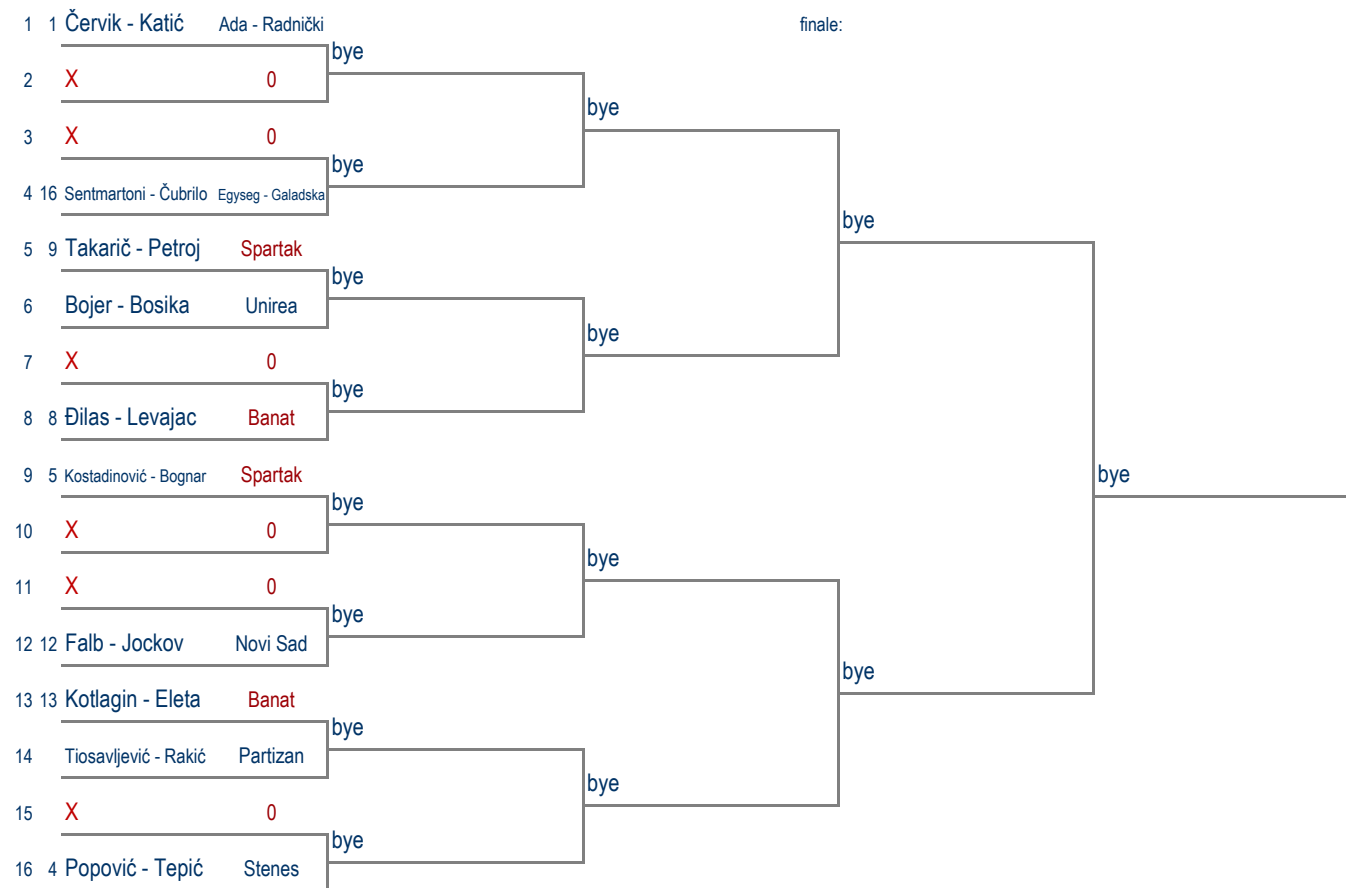 1 1 Červik - Katić Ada - Radnički finale:
bye
2 X 0
bye
3 X 0
bye
4 16 Sentmartoni - Čubrilo Egyseg - Galadska
bye
5 9 Takarič - Petroj Spartak
bye
6 Bojer - Bosika Unirea
bye
7 X 0
bye
8 8 Đilas - Levajac Banat
9 5 Kostadinović - Bognar Spartak
bye
bye
10 X 0
bye
11 X 0
bye
12 12 Falb - Jockov Novi Sad
bye
13 13 Kotlagin - Eleta Banat
bye
14 Tiosavljević - Rakić Partizan
bye
15 X 0
bye
16 4 Popović - Tepić Stenes